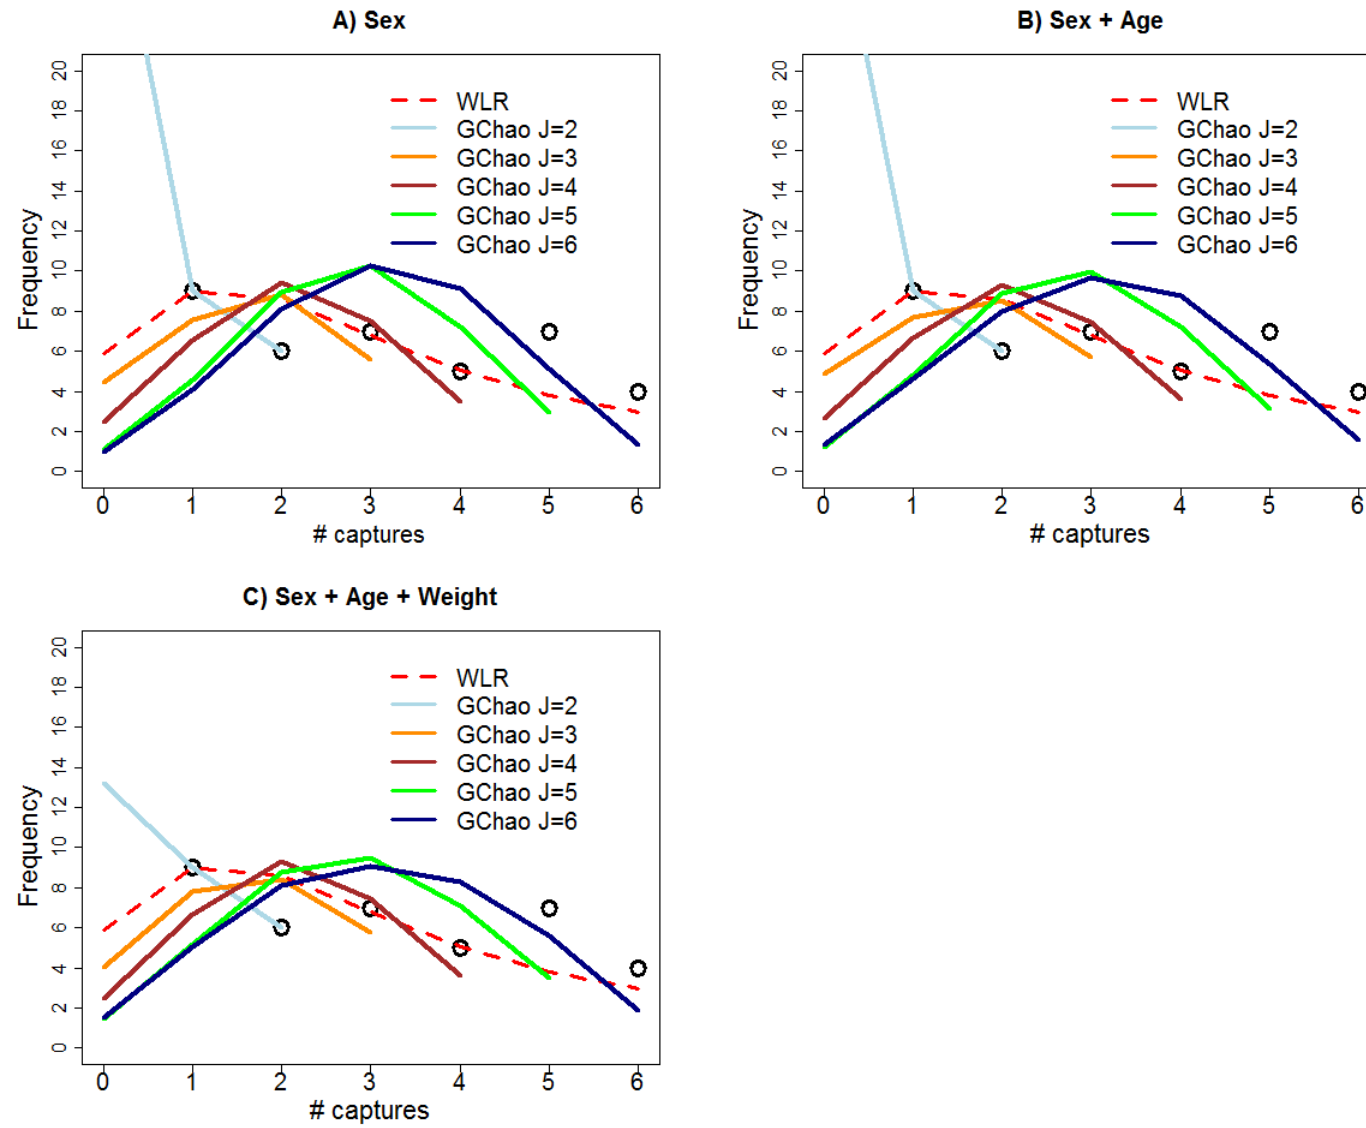 A) Sex
Frequency
20
18
16
14
12
10
8
6
4
2
0
WLR
GChao J=2
GChao J=3
GChao J=4
GChao J=5
GChao J=6
0 1 2 3 4 5 6
# captures
B) Sex + Age
Frequency
20
18
16
14
12
10
8
6
4
2
0
WLR
GChao J=2
GChao J=3
GChao J=4
GChao J=5
GChao J=6
0 1 2 3 4 5 6
# captures
C) Sex + Age + Weight
Frequency
20
18
16
14
12
10
8
6
4
2
0
WLR
GChao J=2
GChao J=3
GChao J=4
GChao J=5
GChao J=6
0 1 2 3 4 5 6
# captures